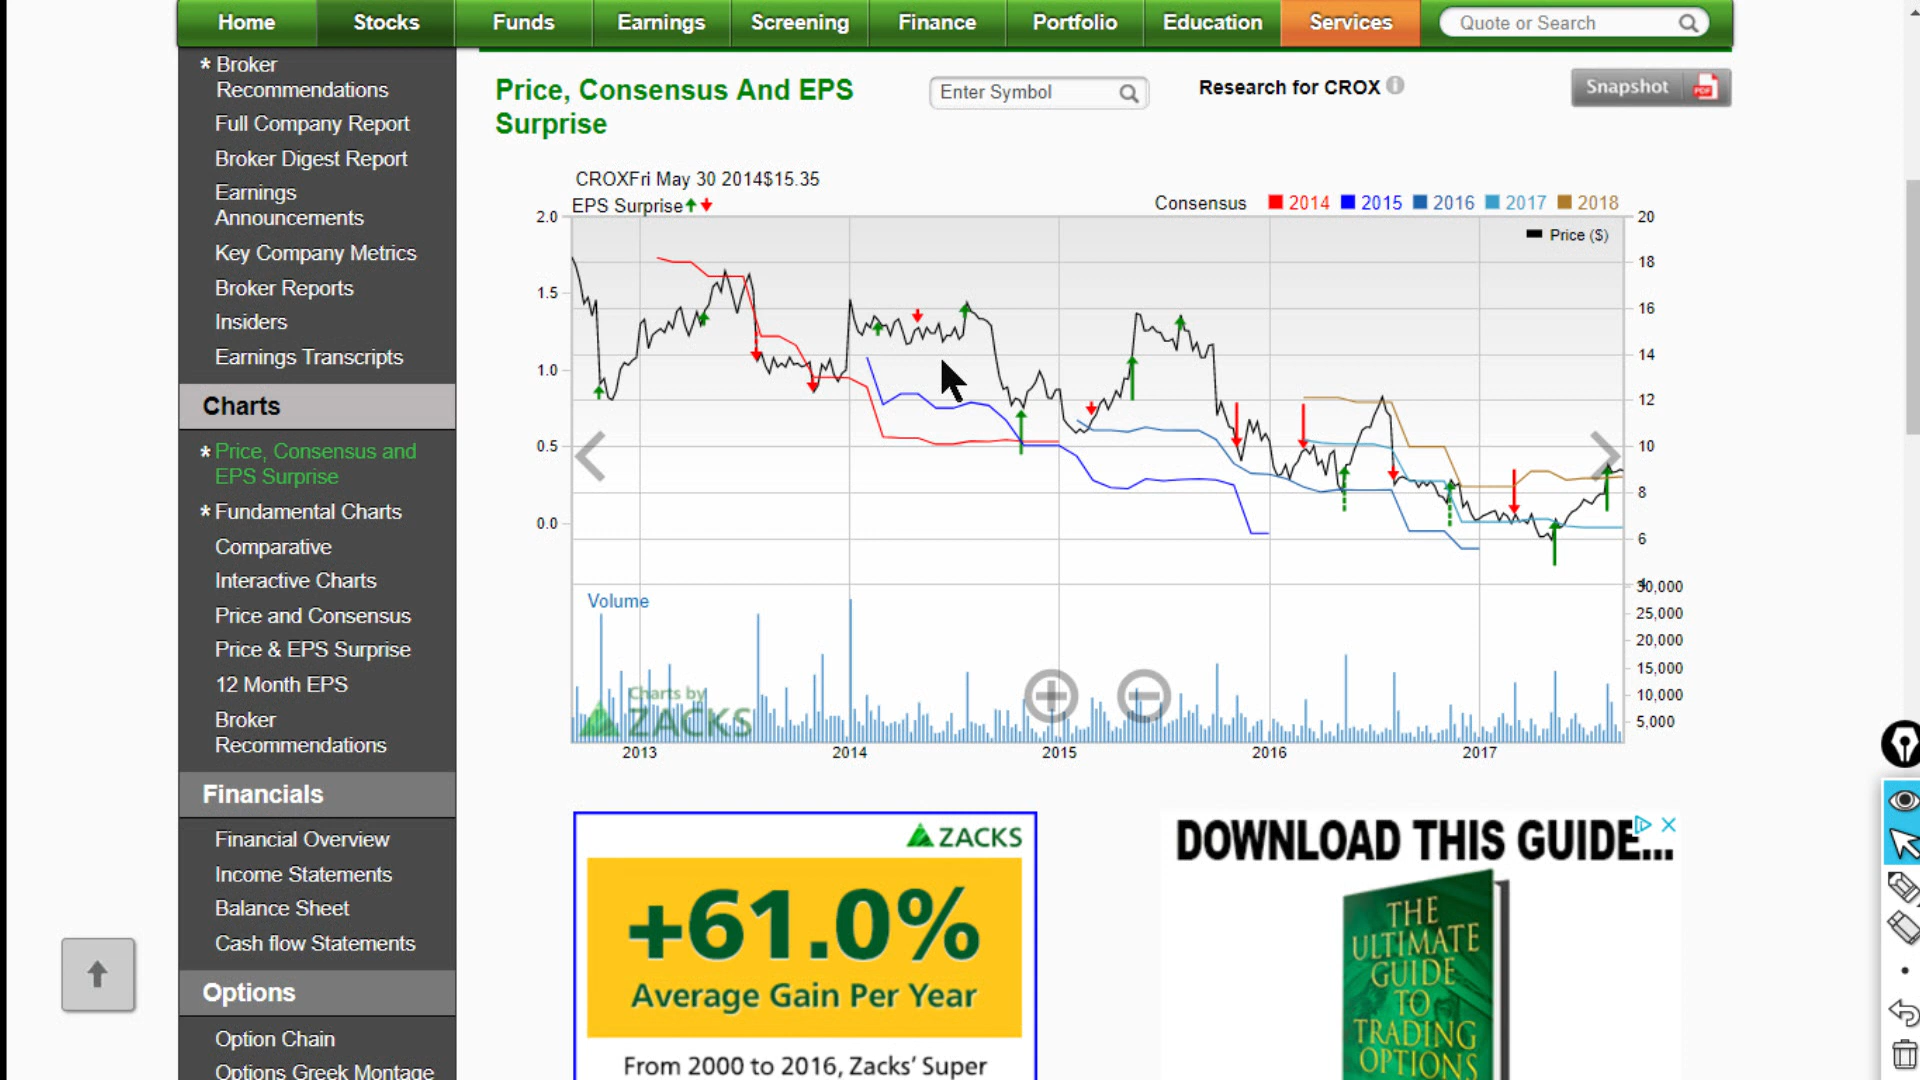 Home Stocks Funds Earnings Screening Finance Portfolio Education Services Quote or Search
* Broker
Recommendations
Full Company Report
Broker Digest Report
Earnings
Announcements
Key Company Metrics
Broker Reports
Insiders
Earnings Transcripts
Charts
* Price, Consensus and
EPS Surprise
* Fundamental Charts
Comparative
Interactive Charts
Price and Consensus
Price & EPS Surprise
12 Month EPS
Broker
Recommendations
Financials
Financial Overview
Income Statements
Balance Sheet
Cash flow Statements
Options
Option Chain
Options Greek Montage
Price, Consensus And EPS
Surprise
Enter Symbol
Research for CROX
Snapshot PDF
CROXFri May 30 2014$15.35
EPS Surprise
Consensus 2014 2015 2016 2017 2018
Price ($)
2.0
1.5
1.0
0.5
0.0
20
18
16
14
12
10
8
6
Volume
30,000
25,000
20,000
15,000
10,000
5,000
Charts by
ZACKS
2013 2014 2015 2016 2017
ZACKS
+61.0%
Average Gain Per Year
From 2000 to 2016, Zacks' Super
DOWNLOAD THIS GUIDE...
THE
ULTIMATE
GUIDE
TO
TRADING
OPTIONS